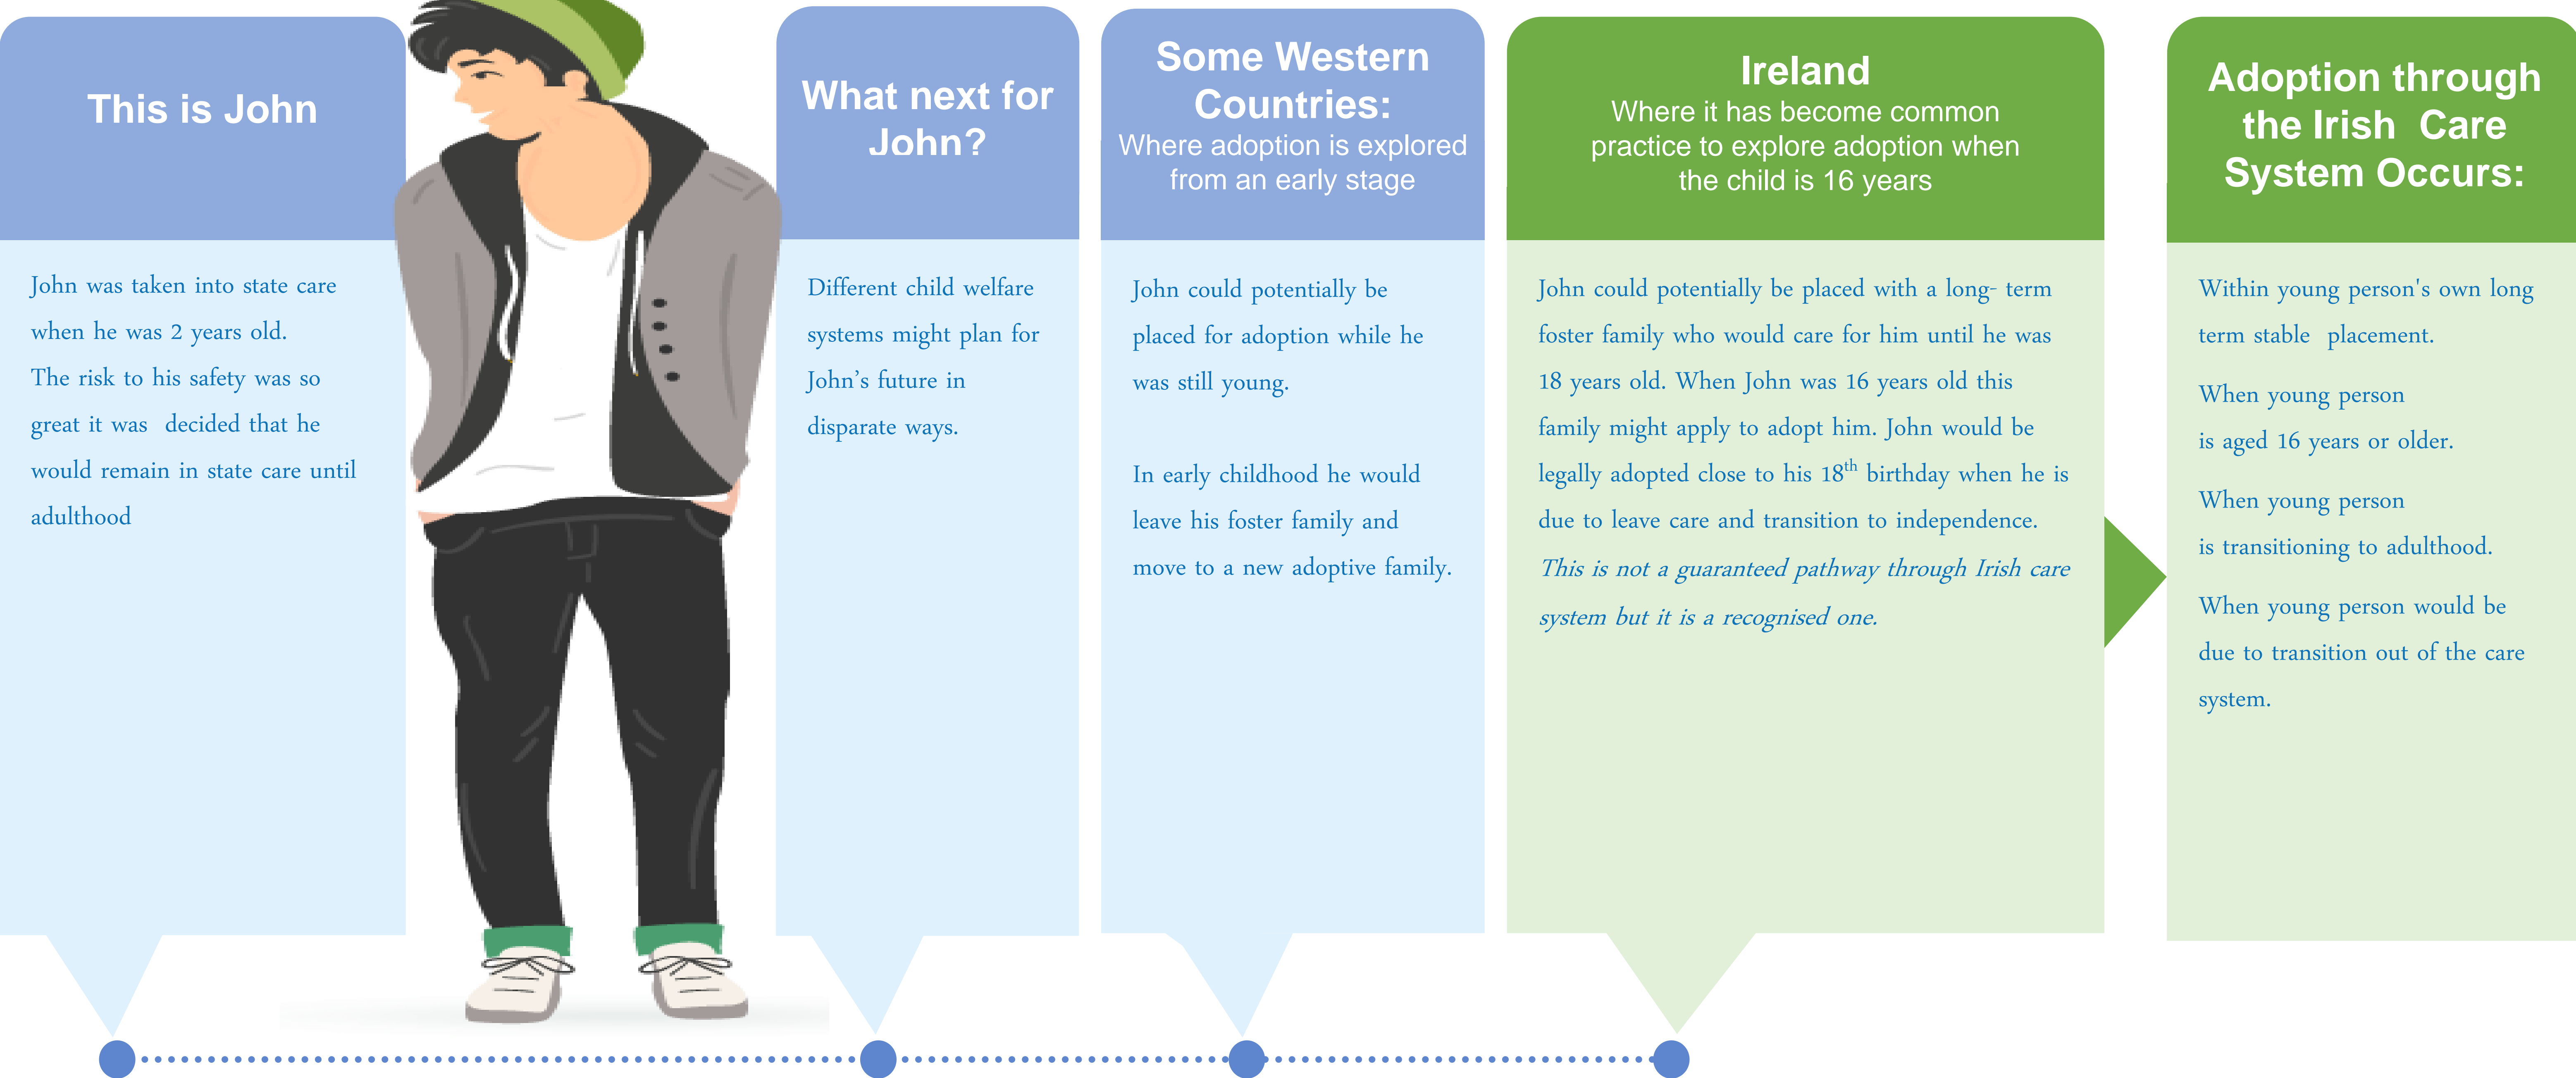 This is John
John was taken into state care
when he was 2 years old.
The risk to his safety was so
great it was decided that he
would remain in state care until
adulthood
What next for
John?
Different child welfare
systems might plan for
John’s future in
disparate ways.
Some Western
Countries:
Where adoption is explored
from an early stage
John could potentially be
placed for adoption while he
was still young.
In early childhood he would
leave his foster family and
move to a new adoptive family.
Ireland
Where it has become common
practice to explore adoption when
the child is 16 years
John could potentially be placed with a long- term
foster family who would care for him until he was
18 years old. When John was 16 years old this
family might apply to adopt him. John would be
legally adopted close to his 18th birthday when he is
due to leave care and transition to independence.
This is not a guaranteed pathway through Irish care
system but it is a recognised one.
Adoption through
the Irish Care
System Occurs:
Within young person's own long
term stable placement.
When young person
is aged 16 years or older.
When young person
is transitioning to adulthood.
When young person would be
due to transition out of the care
system.